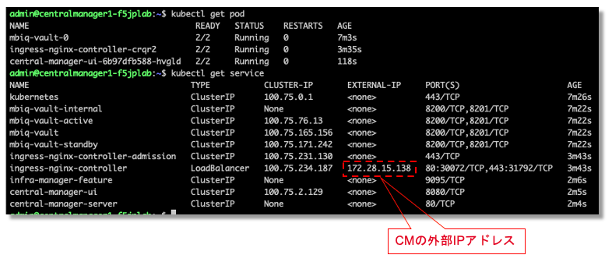 admin@centralmanager1-f5jplab:~$ kubectl get pod
NAME READY STATUS RESTARTS AGE
mbiq-vault-0 2/2 Running 0 7m3s
ingress-nginx-controller-crqr2 2/2 Running 0 3m35s
central-manager-ui-6b97dfb588-hvgld 2/2 Running 0 118s
admin@centralmanager1-f5jplab:~$ kubectl get service
NAME TYPE CLUSTER-IP EXTERNAL-IP PORT(S) AGE
kubernetes ClusterIP 100.75.0.1 <none> 443/TCP 7m26s
mbiq-vault-internal ClusterIP None <none> 8200/TCP,8201/TCP 7m22s
mbiq-vault-active ClusterIP 100.75.76.13 <none> 8200/TCP,8201/TCP 7m22s
mbiq-vault ClusterIP 100.75.165.156 <none> 8200/TCP,8201/TCP 7m22s
mbiq-vault-standby ClusterIP 100.75.171.242 <none> 8200/TCP,8201/TCP 7m22s
ingress-nginx-controller-admission ClusterIP 100.75.231.130 <none> 443/TCP 3m43s
ingress-nginx-controller LoadBalancer 100.75.234.187 172.28.15.138 80:30072/TCP,443:31792/TCP 3m43s
infra-manager-feature ClusterIP None <none> 9095/TCP 2m6s
central-manager-ui ClusterIP 100.75.2.129 <none> 8080/TCP 2m5s
central-manager-server ClusterIP None <none> 80/TCP 2m4s
CMの外部IPアドレス